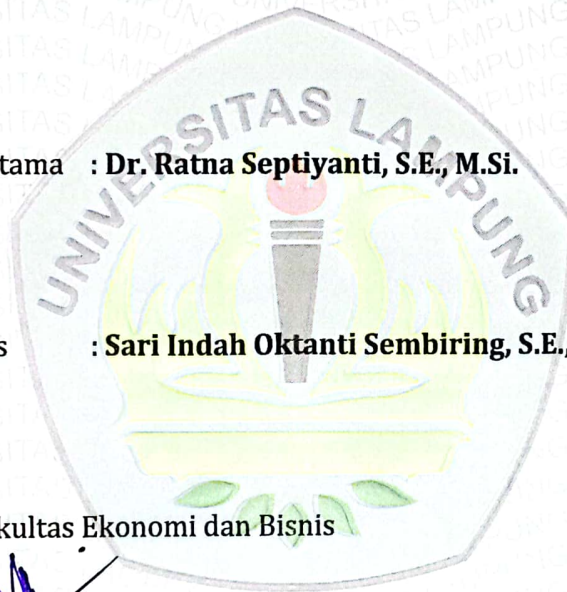 UNIVERSITAS LAMPUNG
tama : Dr. Ratna Septiyanti, S.E., M.Si.
s : Sari Indah Oktanti Sembiring, S.E.,
kultas Ekonomi dan Bisnis